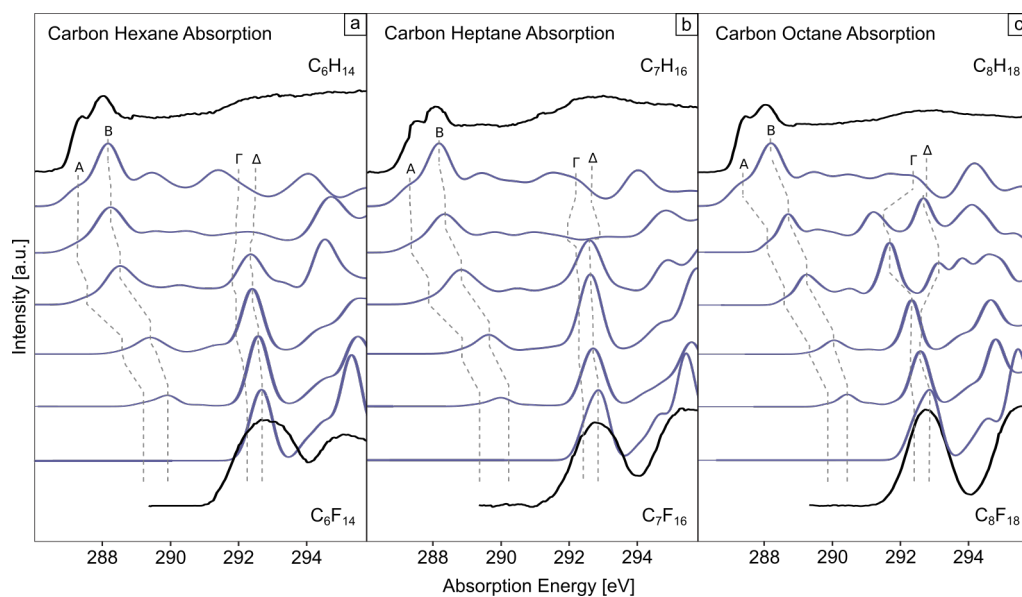 Carbon Hexane Absorption
a
C₆H₁₄
A
B
Γ
Δ
C₆F₁₄
288
290
292
294
Carbon Heptane Absorption
b
C₇H₁₆
A
B
Γ
Δ
C₇F₁₆
288
290
292
294
Carbon Octane Absorption
c
C₈H₁₈
A
B
Γ
Δ
C₈F₁₈
288
290
292
294
Intensity [a.u.]
Absorption Energy [eV]